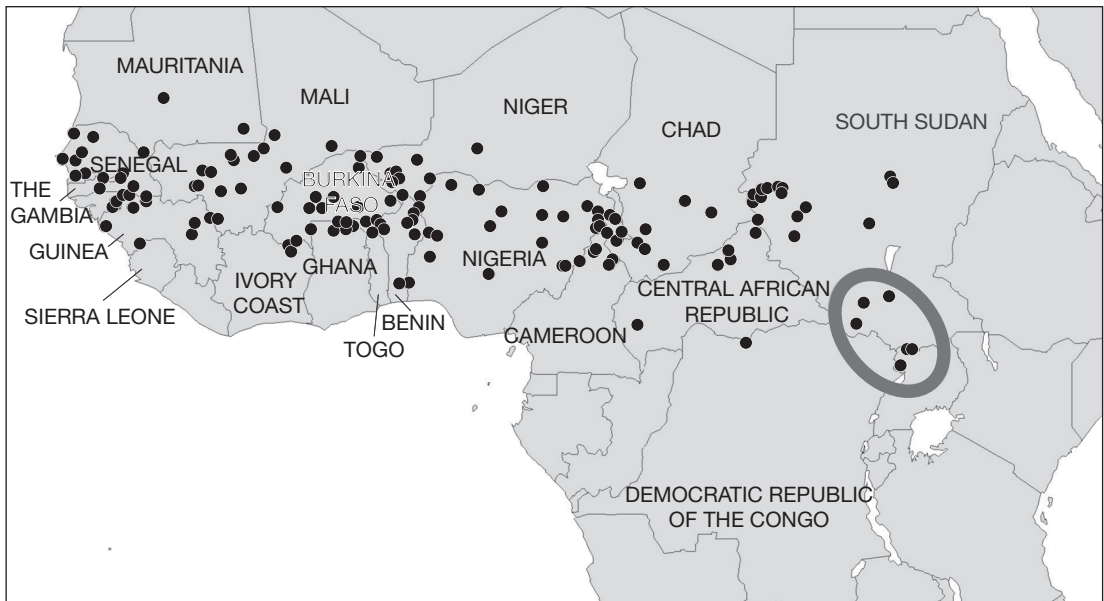 MAURITANIA
MALI
NIGER
CHAD
SOUTH SUDAN
SENEGAL
THE
GAMBIA
BURKINA
FASO
GUINEA
SIERRA LEONE
IVORY
COAST
GHANA
TOGO
BENIN
NIGERIA
CAMEROON
CENTRAL AFRICAN
REPUBLIC
DEMOCRATIC REPUBLIC
OF THE CONGO